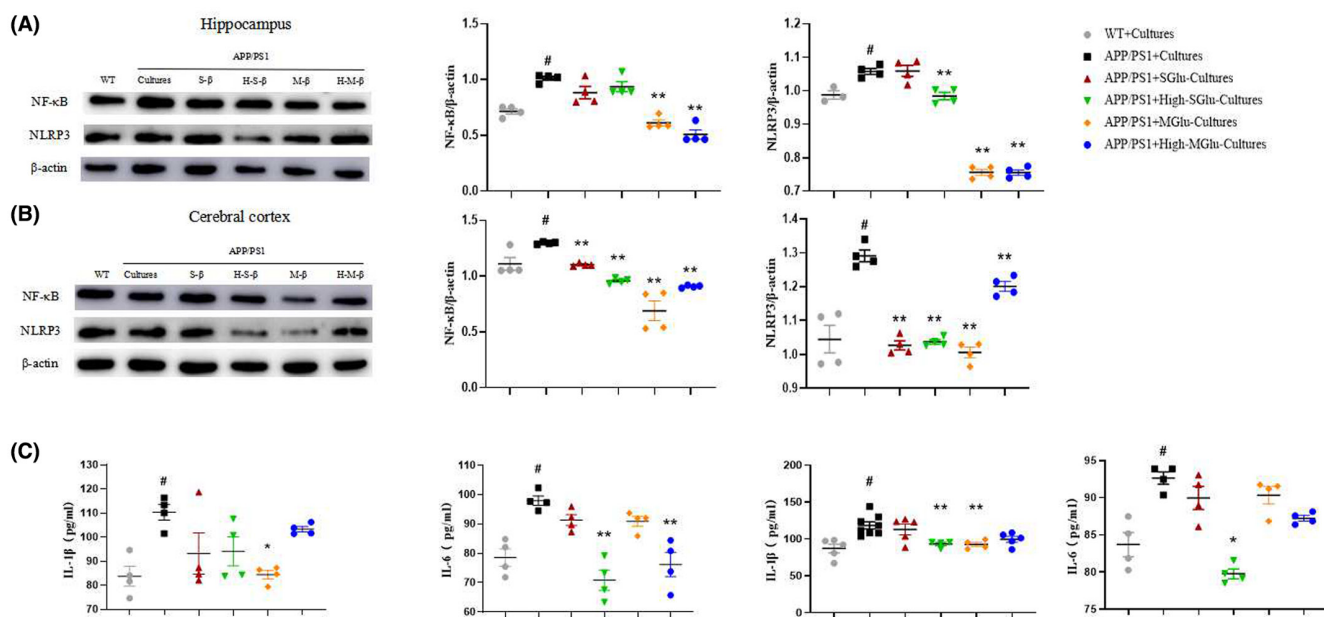 (A)
Hippocampus
APP/PS1
WT Cultures S-β H-S-β M-β H-M-β
NF-κB
NLRP3
β-actin
NF-κB/β-actin
1.5
1.0
0.5
0.0
#
**
**
NLRP3/β-actin
1.2
1.1
1.0
0.9
0.8
0.7
#
**
**
**
WT+Cultures
APP/PS1+Cultures
APP/PS1+SGlu-Cultures
APP/PS1+High-SGlu-Cultures
APP/PS1+MGlu-Cultures
APP/PS1+High-MGlu-Cultures
(B)
Cerebral cortex
APP/PS1
WT Cultures S-β H-S-β M-β H-M-β
NF-κB
NLRP3
β-actin
NF-κB/β-actin
1.5
1.0
0.5
0.0
#
**
**
**
**
NLRP3/β-actin
1.4
1.3
1.2
1.1
1.0
0.9
#
**
**
**
**
(C)
IL-1β ( pg/ml)
130
120
110
100
90
80
70
#
*
IL-6 ( pg/ml)
110
100
90
80
70
60
#
**
**
IL-1β ( pg/ml)
200
150
100
50
0
#
**
**
IL-6 ( pg/ml)
95
90
85
80
75
#
*